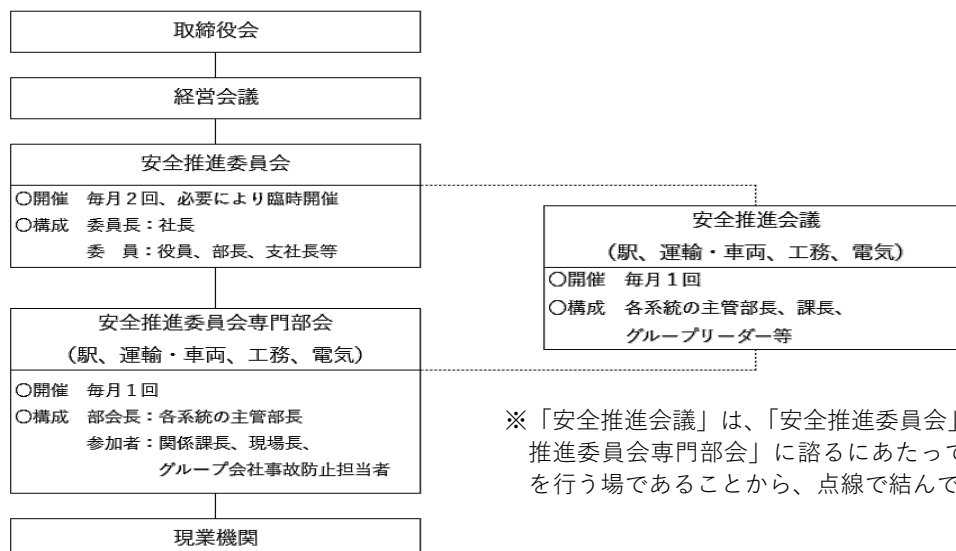 取締役会
経営会議
安全推進委員会
○開催　毎月２回、必要により臨時開催
○構成　委員長：社長
委　員：役員、部長、支社長等
安全推進会議
（駅、運輸・車両、工務、電気）
○開催　毎月１回
○構成　各系統の主管部長、課長、
グループリーダー等
安全推進委員会専門部会
（駅、運輸・車両、工務、電気）
○開催　毎月１回
○構成　部会長：各系統の主管部長
参加者：関係課長、現場長、
グループ会社事故防止担当者
※「安全推進会議」は、「安全推進委員会」
推進委員会専門部会」に諮るにあたって
を行う場であることから、点線で結んで
現業機関